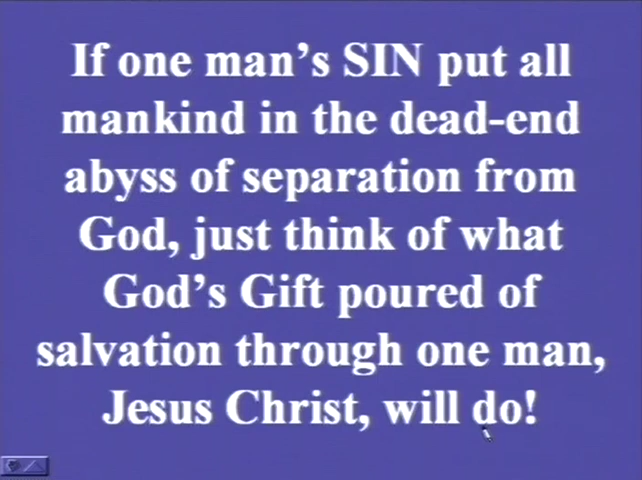 If one man’s SIN put all
mankind in the dead-end
abyss of separation from
God, just think of what
God’s Gift poured of
salvation through one man,
Jesus Christ, will do!